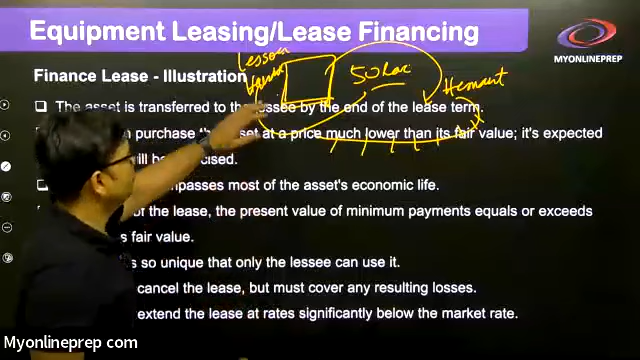 Equipment Leasing/Lease Financing
MYONLINEPREP
Finance Lease - Illustration
Lessor
50 Lac
Hemant
The asset is transferred to the lessee by the end of the lease term.
purchase the asset at a price much lower than its fair value; it's expected
will be exercised.
passes most of the asset's economic life.
of the lease, the present value of minimum payments equals or exceeds
s fair value.
s so unique that only the lessee can use it.
cancel the lease, but must cover any resulting losses.
extend the lease at rates significantly below the market rate.
Myonlineprep com